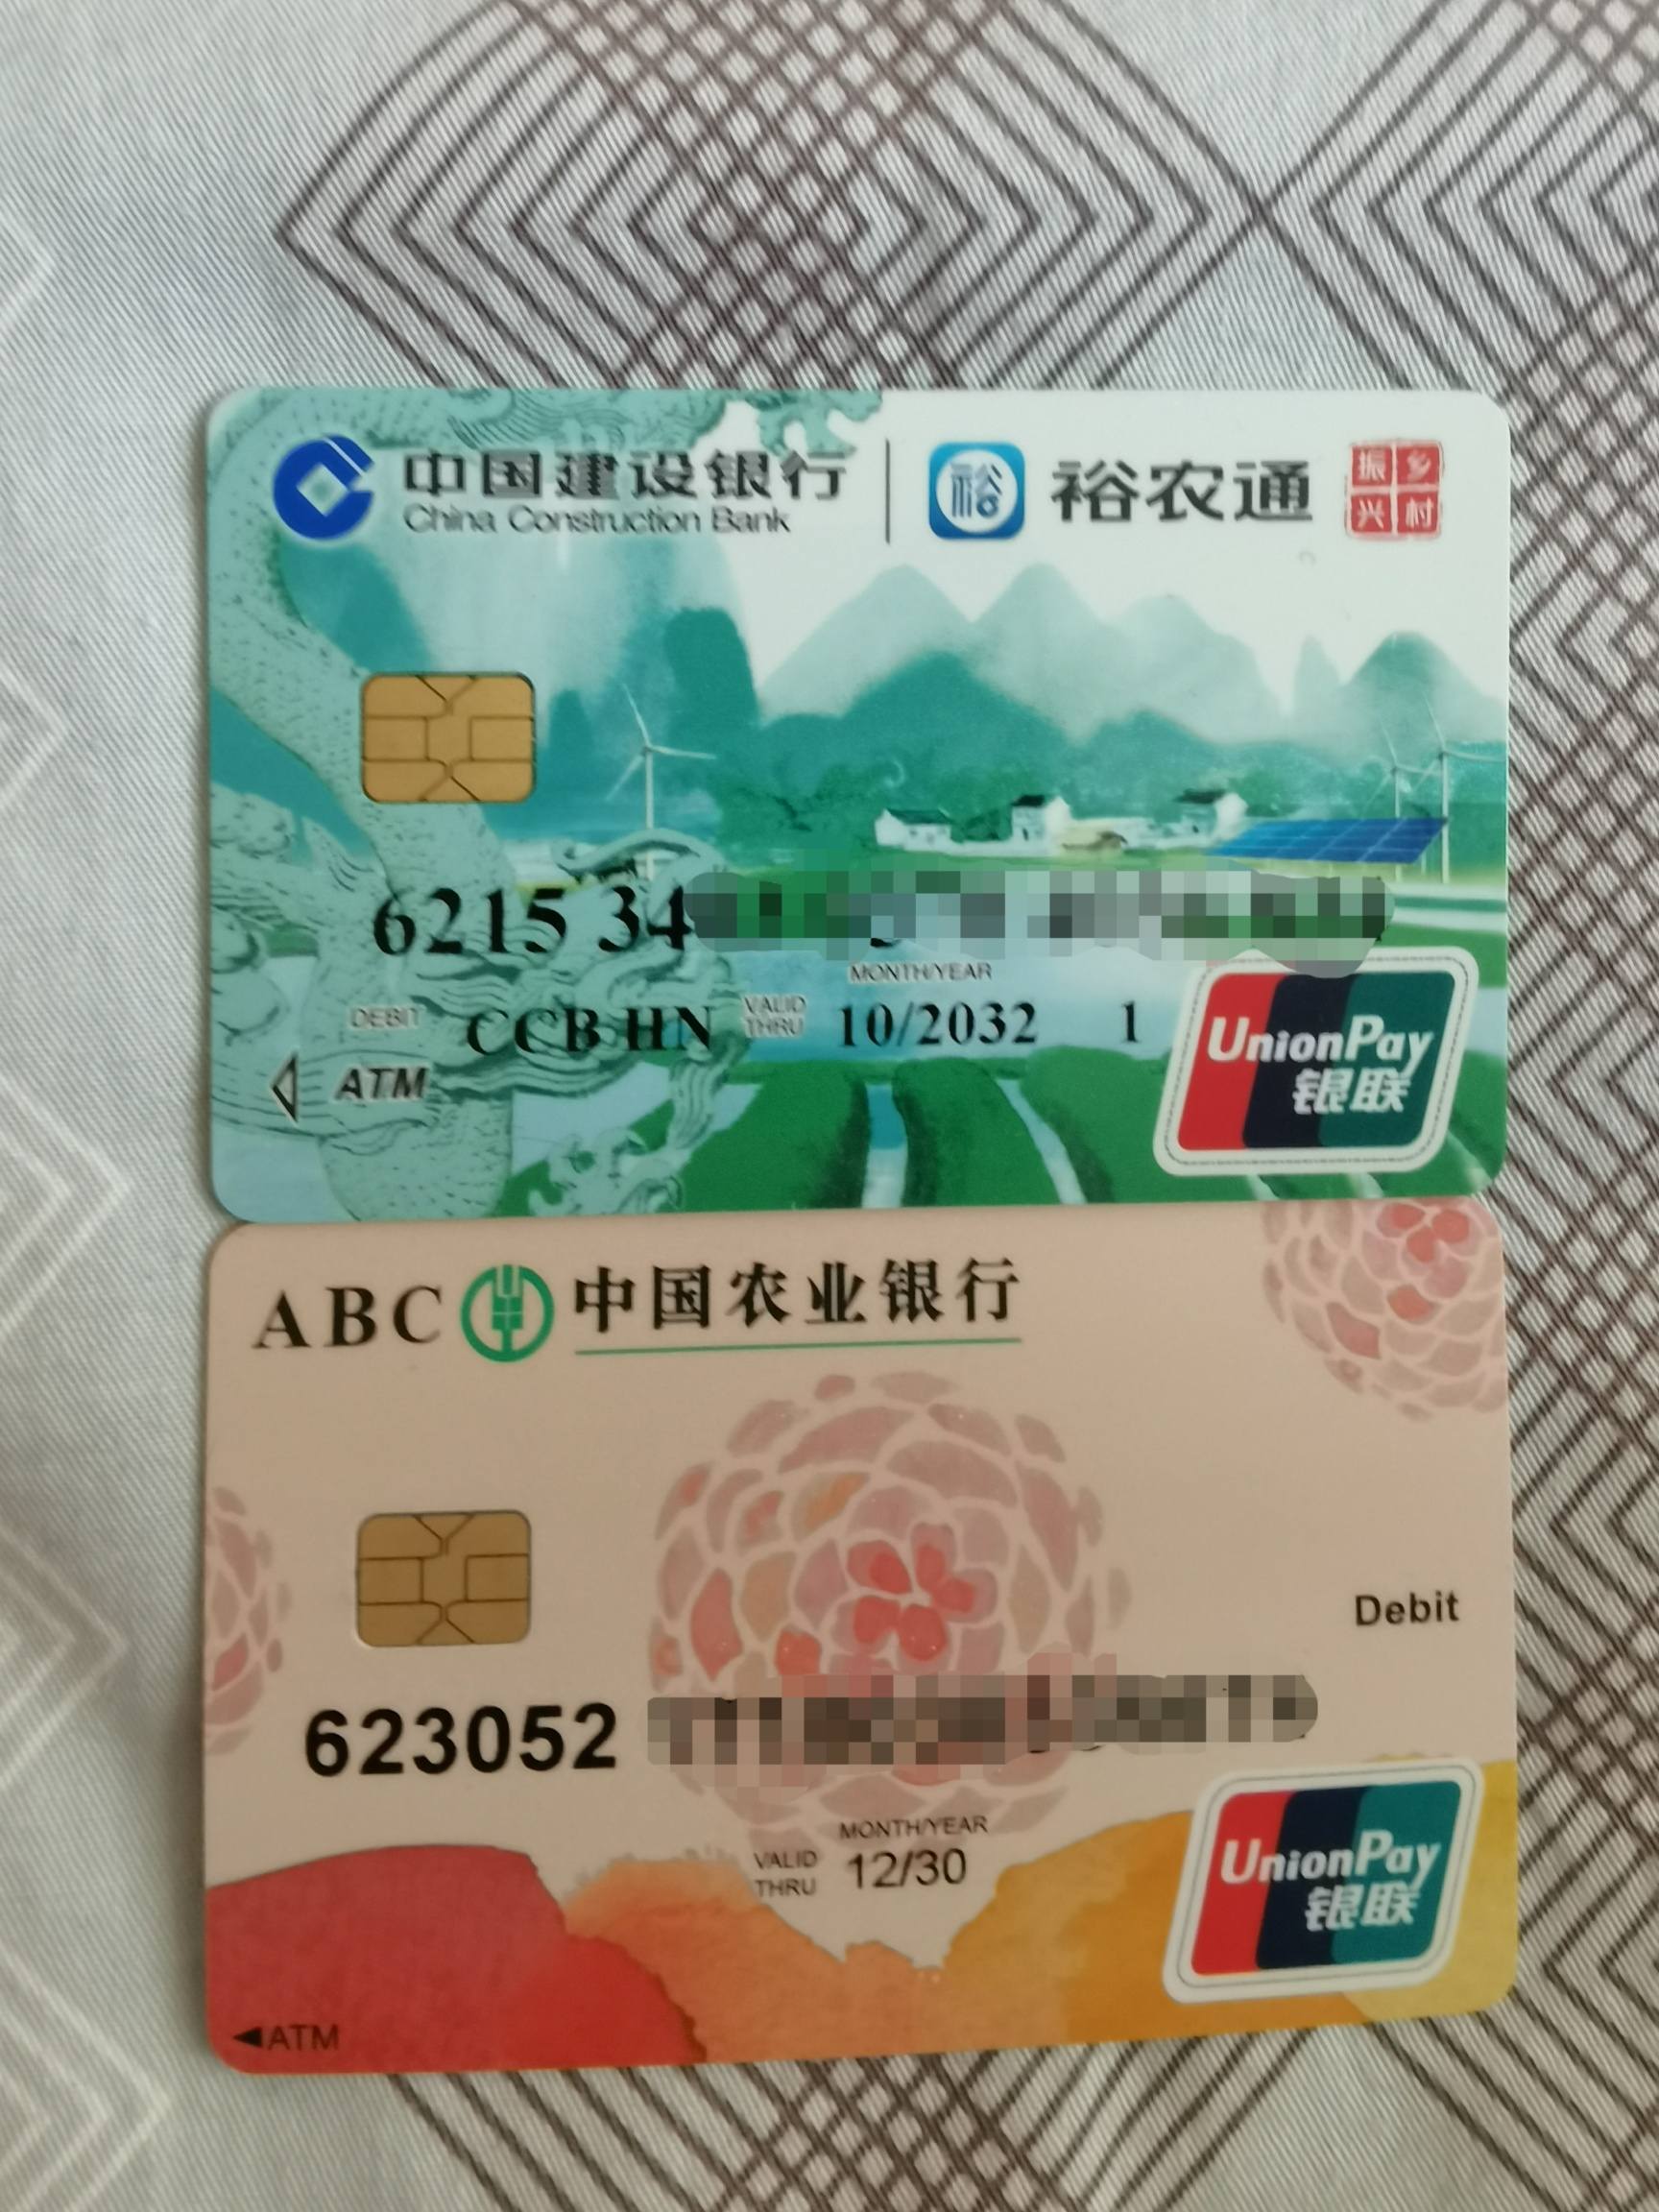 中国建设银行
China Construction Bank
裕
裕农通
振乡
兴村
6215 34
MONTH/YEAR
DEBIT CCB HN VALID THRU 10/2032 1
ATM
UnionPay
银联
ABC 中国农业银行
Debit
623052
MONTH/YEAR
VALID THRU 12/30
UnionPay
银联
ATM